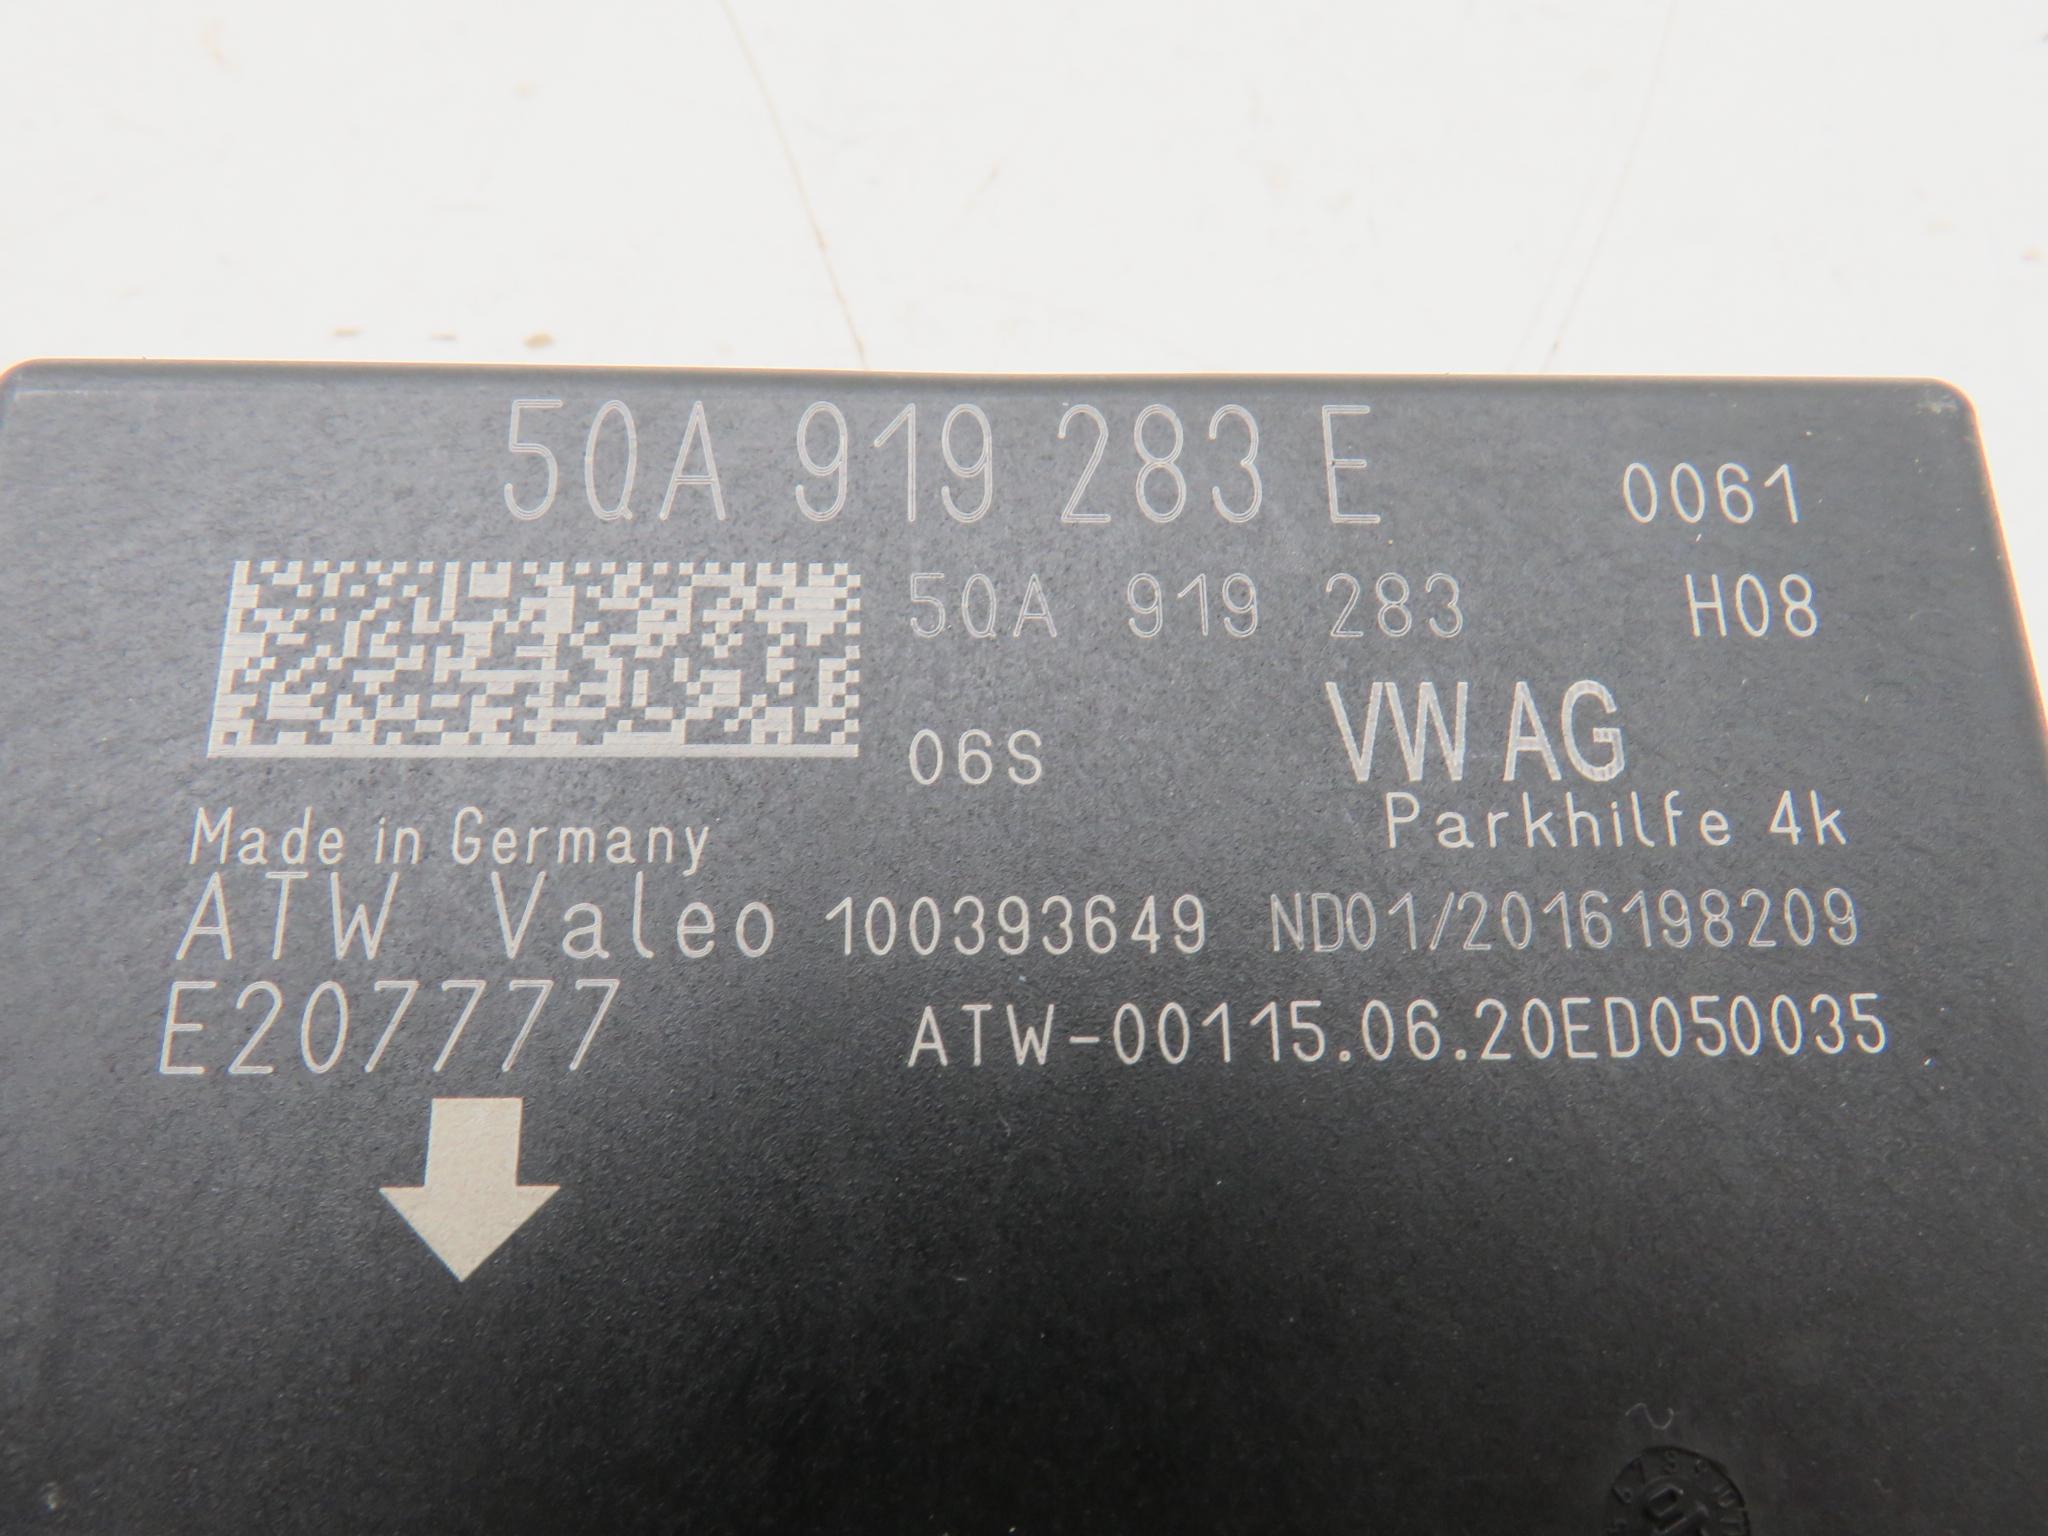 5QA 919 283 E 0061
5QA 919 283 H08
06S VW AG
Parkhilfe 4k
Made in Germany
ATW Valeo 100393649 ND01/2016198209
E207777 ATW-00115.06.20ED050035